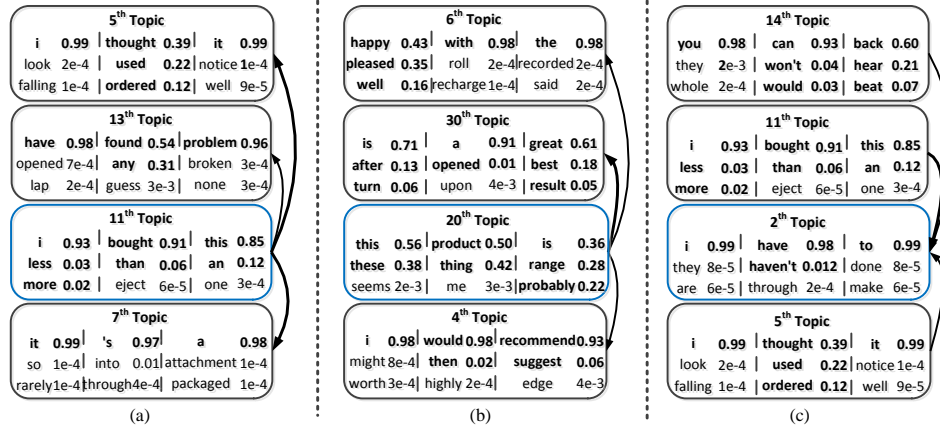 5th Topic
i 0.99 | thought 0.39 | it 0.99
look 2e-4 | used 0.22 | notice 1e-4
falling 1e-4 | ordered 0.12 | well 9e-5
13th Topic
have 0.98 | found 0.54 | problem 0.96
opened 7e-4 | any 0.31 | broken 3e-4
lap 2e-4 | guess 3e-3 | none 3e-4
11th Topic
i 0.93 | bought 0.91 | this 0.85
less 0.03 | than 0.06 | an 0.12
more 0.02 | eject 6e-5 | one 3e-4
7th Topic
it 0.99 | 's 0.97 | a 0.98
so 1e-4 | into 0.01 | attachment 1e-4
rarely 1e-4 | through 4e-4 | packaged 1e-4
(a)
6th Topic
happy 0.43 | with 0.98 | the 0.98
pleased 0.35 | roll 2e-4 | recorded 2e-4
well 0.16 | recharge 1e-4 | said 2e-4
30th Topic
is 0.71 | a 0.91 | great 0.61
after 0.13 | opened 0.01 | best 0.18
turn 0.06 | upon 4e-3 | result 0.05
20th Topic
this 0.56 | product 0.50 | is 0.36
these 0.38 | thing 0.42 | range 0.28
seems 2e-3 | me 3e-3 | probably 0.22
4th Topic
i 0.98 | would 0.98 | recommend 0.93
might 8e-4 | then 0.02 | suggest 0.06
worth 3e-4 | highly 2e-4 | edge 4e-3
(b)
14th Topic
you 0.98 | can 0.93 | back 0.60
they 2e-3 | won't 0.04 | hear 0.21
whole 2e-4 | would 0.03 | beat 0.07
11th Topic
i 0.93 | bought 0.91 | this 0.85
less 0.03 | than 0.06 | an 0.12
more 0.02 | eject 6e-5 | one 3e-4
2th Topic
i 0.99 | have 0.98 | to 0.99
they 8e-5 | haven't 0.012 | done 8e-5
are 6e-5 | through 2e-4 | make 6e-5
5th Topic
i 0.99 | thought 0.39 | it 0.99
look 2e-4 | used 0.22 | notice 1e-4
falling 1e-4 | ordered 0.12 | well 9e-5
(c)